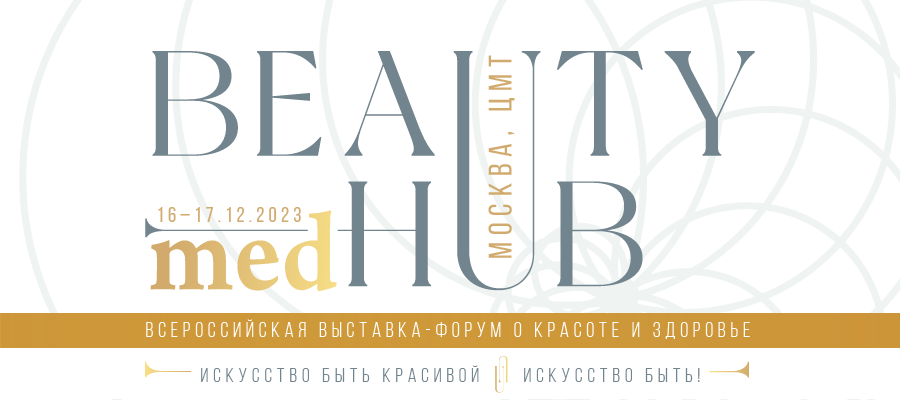 BEAUTY
МОСКВА, ЦМТ
16–17.12.2023
med HUB
ВСЕРОССИЙСКАЯ ВЫСТАВКА-ФОРУМ О КРАСОТЕ И ЗДОРОВЬЕ
ИСКУССТВО БЫТЬ КРАСИВОЙ ИСКУССТВО БЫТЬ!